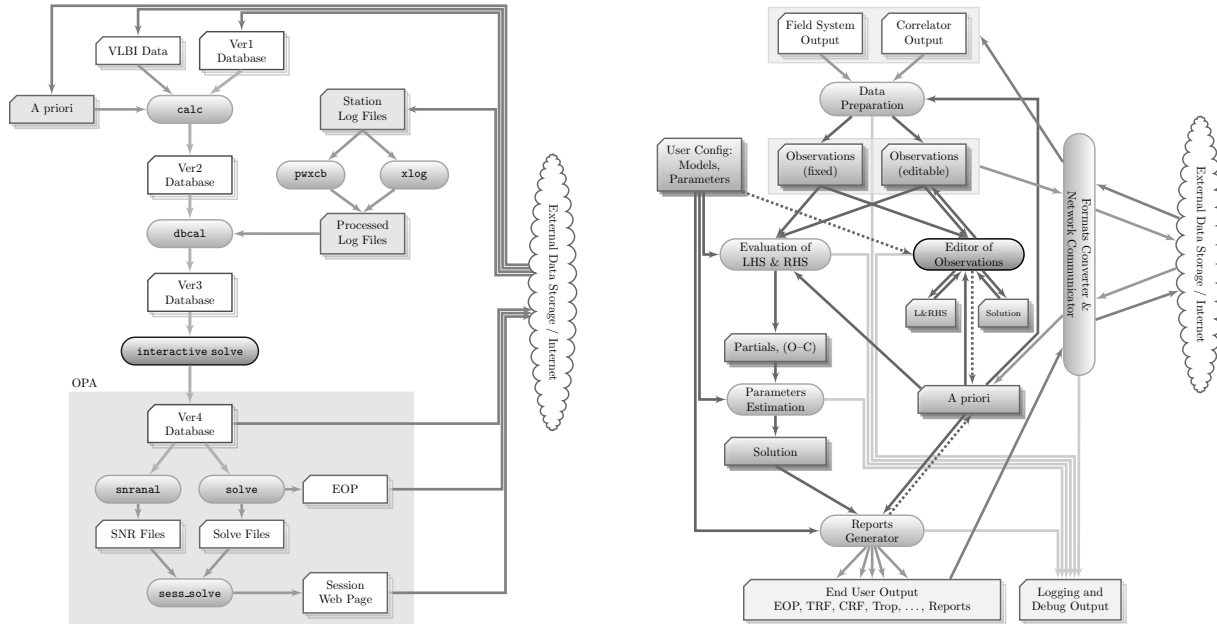 VLBI Data
Ver1
Database
A priori
calc
Station
Log Files
Ver2
Database
pwxcb
xlog
dbcal
Processed
Log Files
Ver3
Database
interactive solve
External Data Storage / Internet
OPA
Ver4
Database
snranal
solve
EOP
SNR Files
Solve Files
sess_solve
Session
Web Page
Field System
Output
Correlator
Output
Data
Preparation
User Config:
Models,
Parameters
Observations
(fixed)
Observations
(editable)
Evaluation of
LHS & RHS
Editor of
Observations
L&RHS
Solution
Formats Converter &
Network Communicator
External Data Storage / Internet
Partials, (O–C)
Parameters
Estimation
A priori
Solution
Reports
Generator
End User Output
EOP, TRF, CRF, Trop, ..., Reports
Logging and
Debug Output